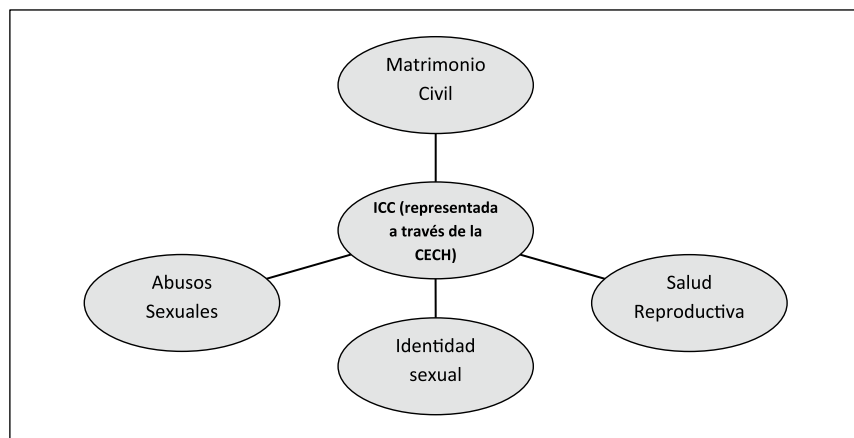 Matrimonio
Civil
ICC (representada
a través de la
CECH)
Abusos
Sexuales
Salud
Reproductiva
Identidad
sexual